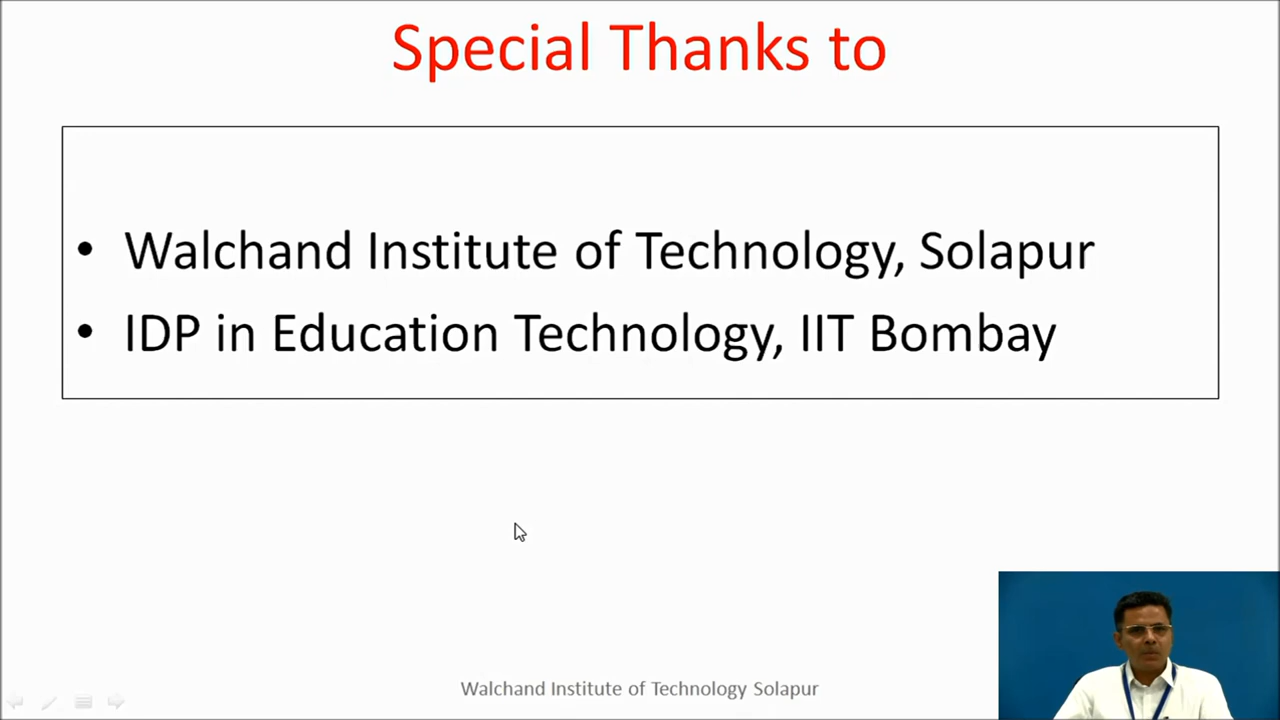 Special Thanks to
• Walchand Institute of Technology, Solapur
• IDP in Education Technology, IIT Bombay
Walchand Institute of Technology Solapur